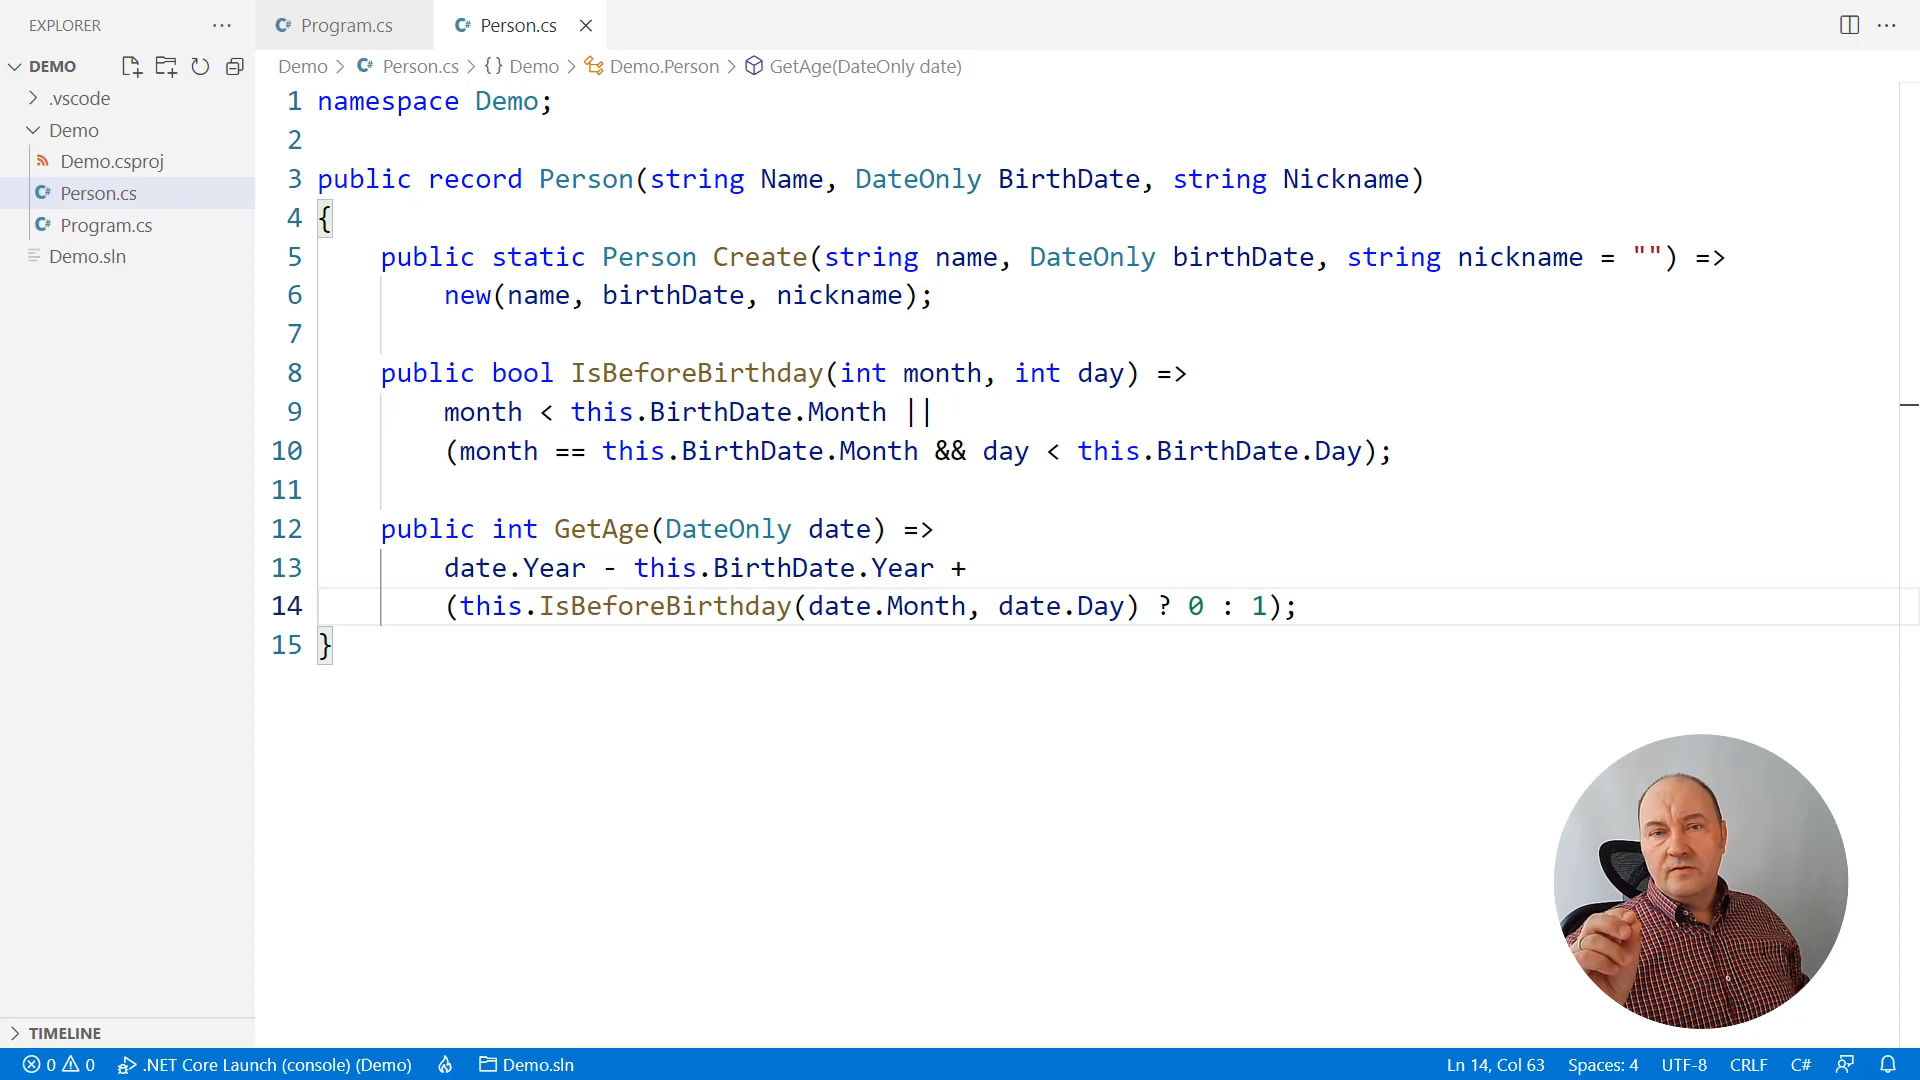 EXPLORER
DEMO
.vscode
Demo
Demo.csproj
C# Person.cs
C# Program.cs
Demo.sln
TIMELINE
C# Program.cs
C# Person.cs
Demo > C# Person.cs > {} Demo > Demo.Person > GetAge(DateOnly date)
1 namespace Demo;
2
3 public record Person(string Name, DateOnly BirthDate, string Nickname)
4 {
5 public static Person Create(string name, DateOnly birthDate, string nickname = "") =>
6 new(name, birthDate, nickname);
7
8 public bool IsBeforeBirthday(int month, int day) =>
9 month < this.BirthDate.Month ||
10 (month == this.BirthDate.Month && day < this.BirthDate.Day);
11
12 public int GetAge(DateOnly date) =>
13 date.Year - this.BirthDate.Year +
14 (this.IsBeforeBirthday(date.Month, date.Day) ? 0 : 1);
15 }
0 0 .NET Core Launch (console) (Demo) Demo.sln Ln 14, Col 63 Spaces: 4 UTF-8 CRLF C#